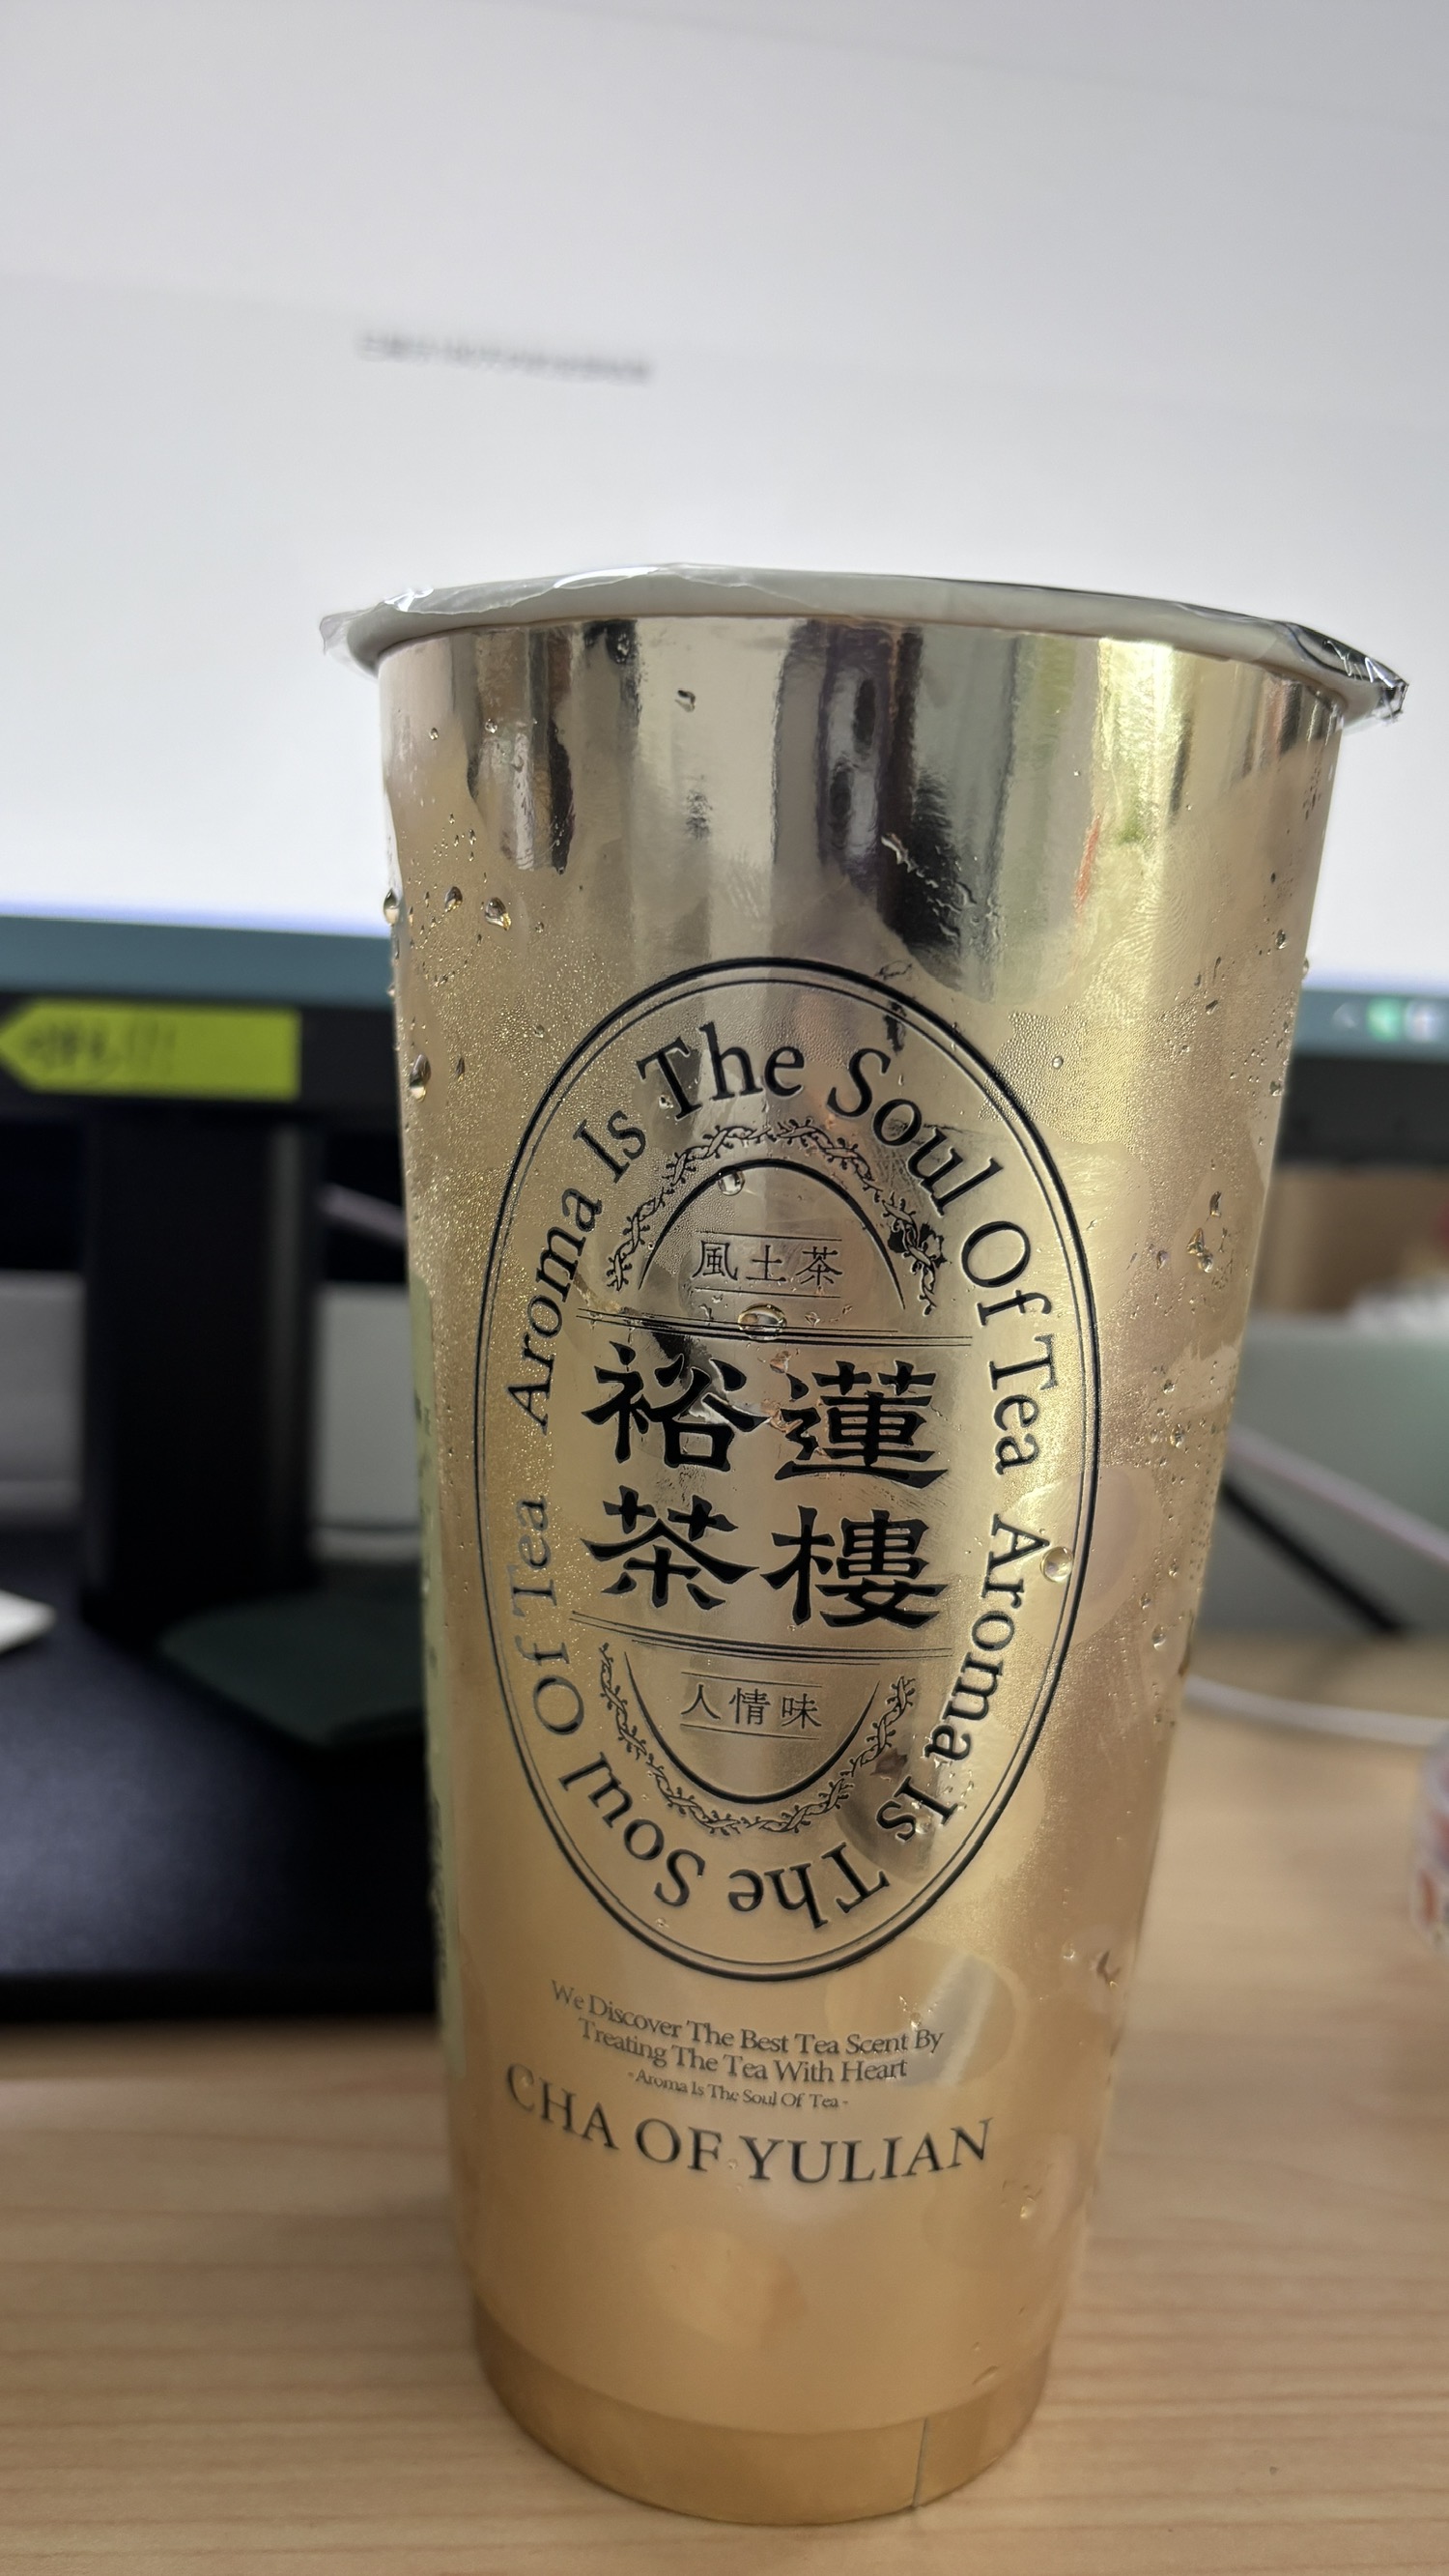 Aroma Is The Soul Of Tea Aroma Is The Soul Of Tea
風土茶
裕蓮
茶樓
人情味
We Discover The Best Tea Scent By
Treating The Tea With Heart
- Aroma Is The Soul Of Tea -
CHA OF YULIAN